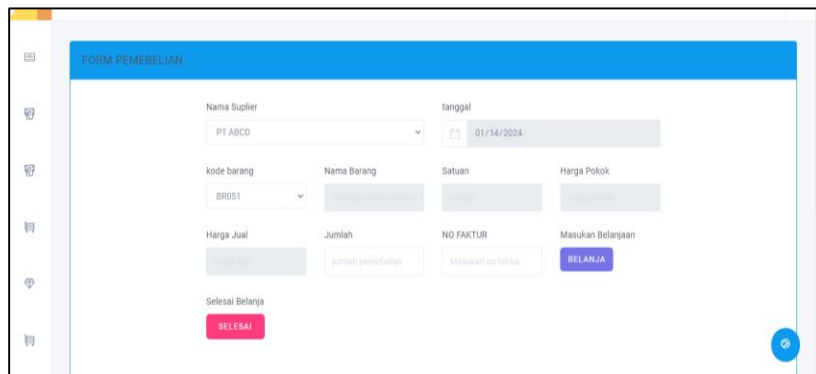 FORM PEMEBELIAN
Nama Suplier tanggal
PT ABCD 01/14/2024
kode barang Nama Barang Satuan Harga Pokok
BR051
Harga Jual Jumlah NO FAKTUR Masukan Belanjaan
jumlah pemebelian Masukan no faktur BELANJA
Selesai Belanja
SELESAI